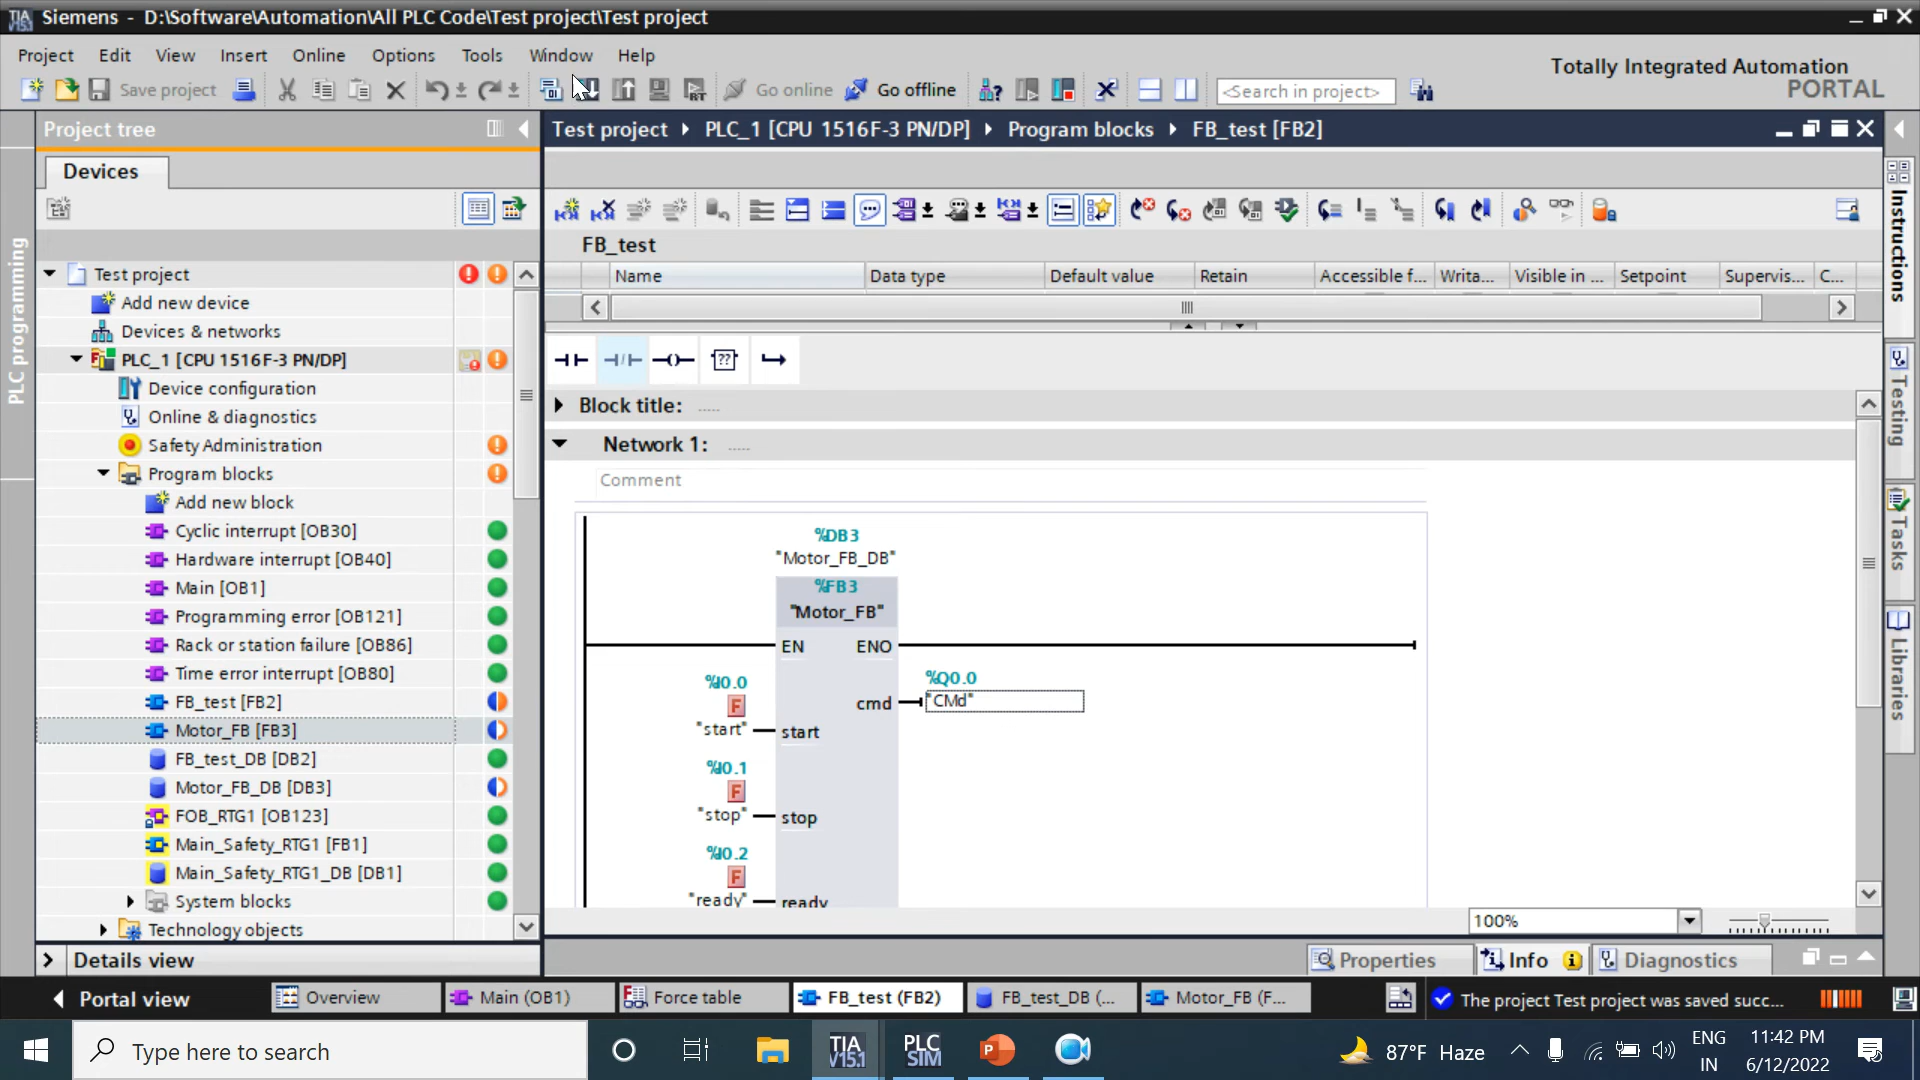 Siemens - D:\Software\Automation\All PLC Code\Test project\Test project
Project Edit View Insert Online Options Tools Window Help
Totally Integrated Automation
PORTAL
Save project Go online Go offline <Search in project>
Project tree
Test project PLC_1 [CPU 1516F-3 PN/DP] Program blocks FB_test [FB2]
Devices
PLC programming
Instructions
Testing
Tasks
Libraries
FB_test
Name Data type Default value Retain Accessible f... Writa... Visible in ... Setpoint Supervis... C...
Test project
Add new device
Devices & networks
PLC_1 [CPU 1516F-3 PN/DP]
Device configuration
Online & diagnostics
Safety Administration
Program blocks
Add new block
Cyclic interrupt [OB30]
Hardware interrupt [OB40]
Main [OB1]
Programming error [OB121]
Rack or station failure [OB86]
Time error interrupt [OB80]
FB_test [FB2]
Motor_FB [FB3]
FB_test_DB [DB2]
Motor_FB_DB [DB3]
FOB_RTG1 [OB123]
Main_Safety_RTG1 [FB1]
Main_Safety_RTG1_DB [DB1]
System blocks
Technology objects
Details view
??
Block title: .....
Network 1: .....
Comment
%DB3
"Motor_FB_DB"
%FB3
"Motor_FB"
EN ENO
%I0.0
F
"start" start
%Q0.0
cmd "CMd"
%I0.1
F
"stop" stop
%I0.2
F
"ready" ready
100%
Properties Info Diagnostics
Portal view Overview Main (OB1) Force table FB_test (FB2) FB_test_DB (... Motor_FB (F... The project Test project was saved succ...
Type here to search
TIA V15.1
PLC SIM
P
87°F Haze
ENG
IN
11:42 PM
6/12/2022